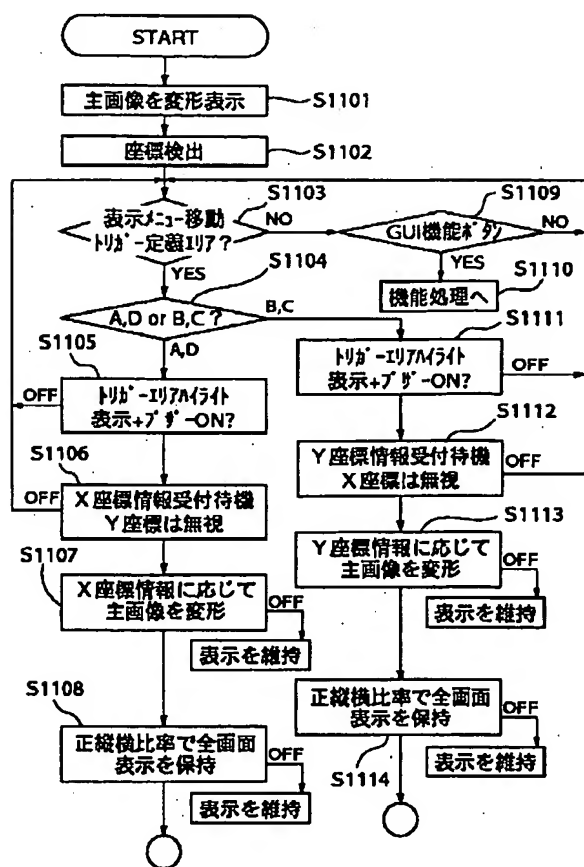 START
主画像を変形表示
S1101
座標検出
S1102
表示メニュー移動
ﾄﾘｶﾞｰ定義エリア?
S1103
NO
YES
GUI機能ﾎﾞﾀﾝ
S1109
NO
YES
機能処理へ
S1110
A,D or B,C ?
S1104
B,C
A,D
S1105
ﾄﾘｶﾞｰｴﾘｱﾊｲﾗｲﾄ
表示+ﾌﾞｻﾞｰON?
OFF
S1111
ﾄﾘｶﾞｰｴﾘｱﾊｲﾗｲﾄ
表示+ﾌﾞｻﾞｰON?
OFF
S1106
X座標情報受付待機
Y座標は無視
OFF
S1112
Y座標情報受付待機
X座標は無視
OFF
S1107
X座標情報に応じて
主画像を変形
OFF
表示を維持
S1113
Y座標情報に応じて
主画像を変形
OFF
表示を維持
S1108
正縦横比率で全画面
表示を保持
OFF
表示を維持
正縦横比率で全画面
表示を保持
S1114
OFF
表示を維持